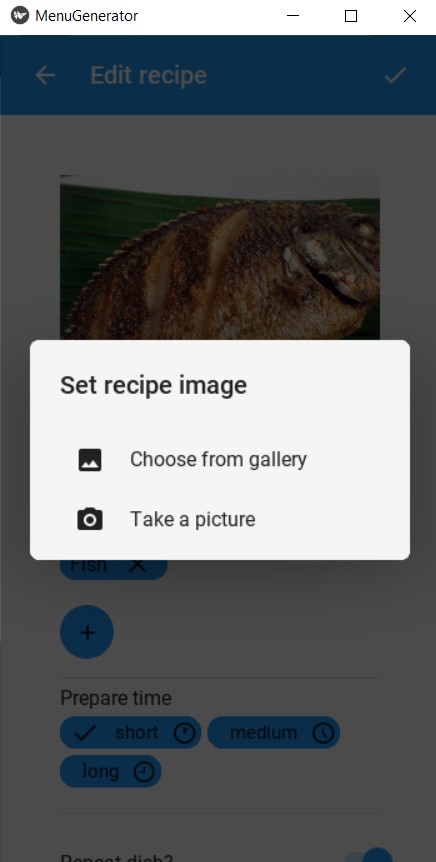 MenuGenerator
Edit recipe
Set recipe image
Choose from gallery
Take a picture
Fish
Prepare time
short medium
long
Repeat dish?